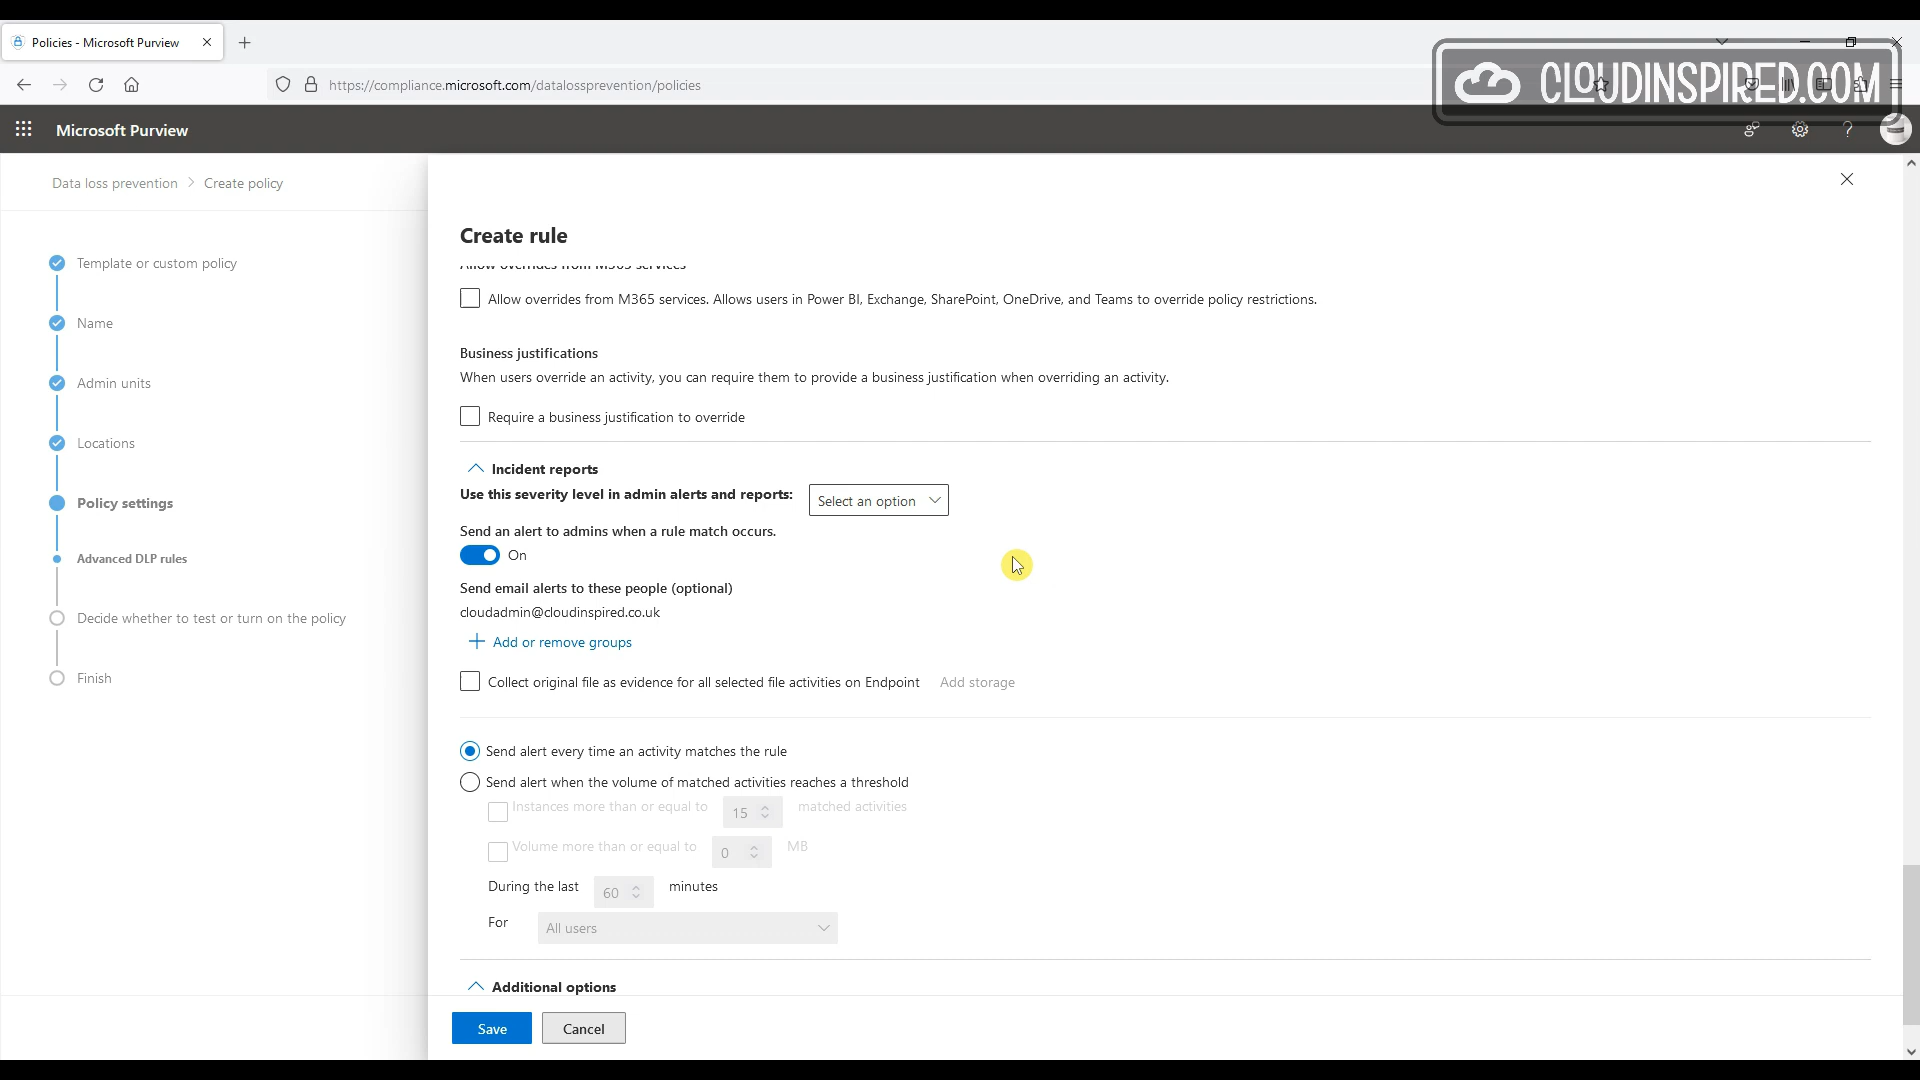 Policies - Microsoft Purview
CLOUDINSPIRED.COM
https://compliance.microsoft.com/datalossprevention/policies
Microsoft Purview
Data loss prevention > Create policy
Create rule
Template or custom policy
Name
Admin units
Locations
Policy settings
Advanced DLP rules
Decide whether to test or turn on the policy
Finish
Allow overrides from M365 services
Allow overrides from M365 services. Allows users in Power BI, Exchange, SharePoint, OneDrive, and Teams to override policy restrictions.
Business justifications
When users override an activity, you can require them to provide a business justification when overriding an activity.
Require a business justification to override
Incident reports
Use this severity level in admin alerts and reports: Select an option
Send an alert to admins when a rule match occurs.
On
Send email alerts to these people (optional)
cloudadmin@cloudinspired.co.uk
Add or remove groups
Collect original file as evidence for all selected file activities on Endpoint Add storage
Send alert every time an activity matches the rule
Send alert when the volume of matched activities reaches a threshold
Instances more than or equal to 15 matched activities
Volume more than or equal to 0 MB
During the last 60 minutes
For All users
Additional options
Save Cancel